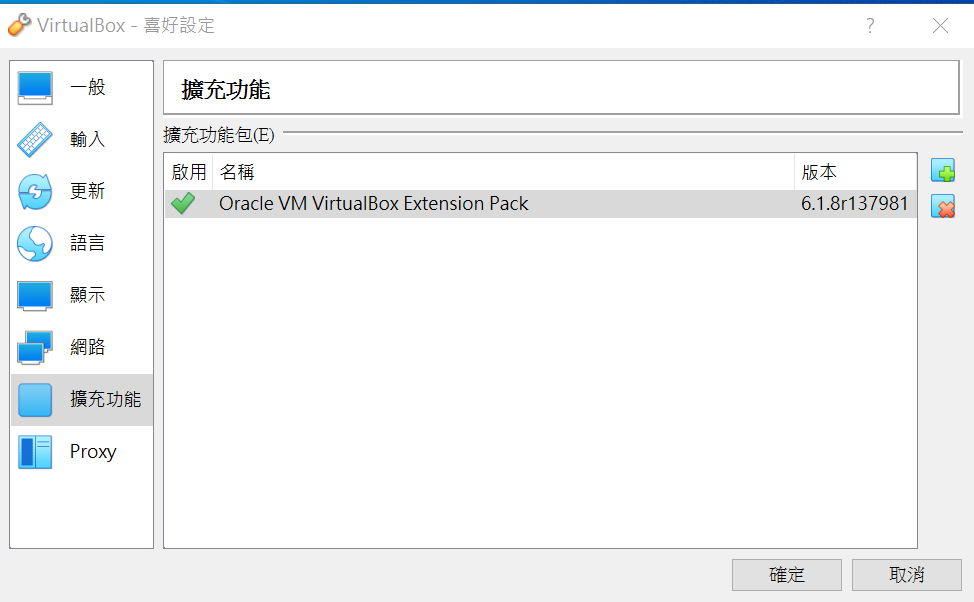 VirtualBox - 喜好設定
?
一般
輸入
更新
語言
顯示
網路
擴充功能
Proxy
擴充功能
擴充功能包(E)
啟用 名稱 版本
Oracle VM VirtualBox Extension Pack 6.1.8r137981
確定 取消